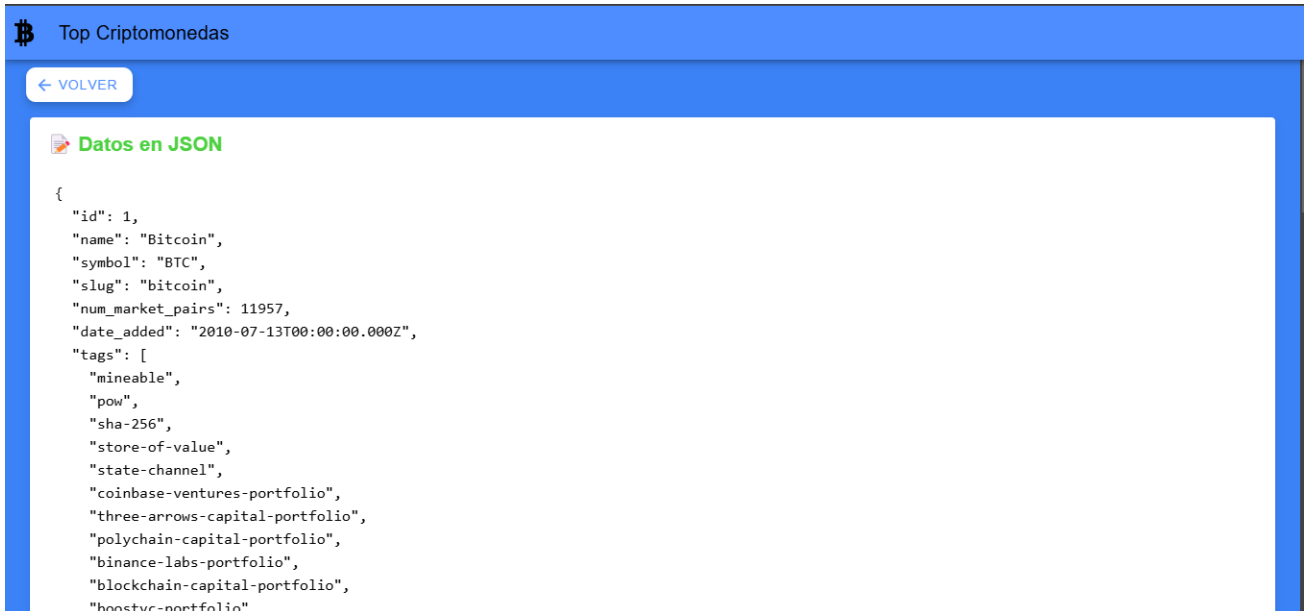 Top Criptomonedas
← VOLVER
📝 Datos en JSON
{
  "id": 1,
  "name": "Bitcoin",
  "symbol": "BTC",
  "slug": "bitcoin",
  "num_market_pairs": 11957,
  "date_added": "2010-07-13T00:00:00.000Z",
  "tags": [
    "mineable",
    "pow",
    "sha-256",
    "store-of-value",
    "state-channel",
    "coinbase-ventures-portfolio",
    "three-arrows-capital-portfolio",
    "polychain-capital-portfolio",
    "binance-labs-portfolio",
    "blockchain-capital-portfolio",
    "boostvc-portfolio"